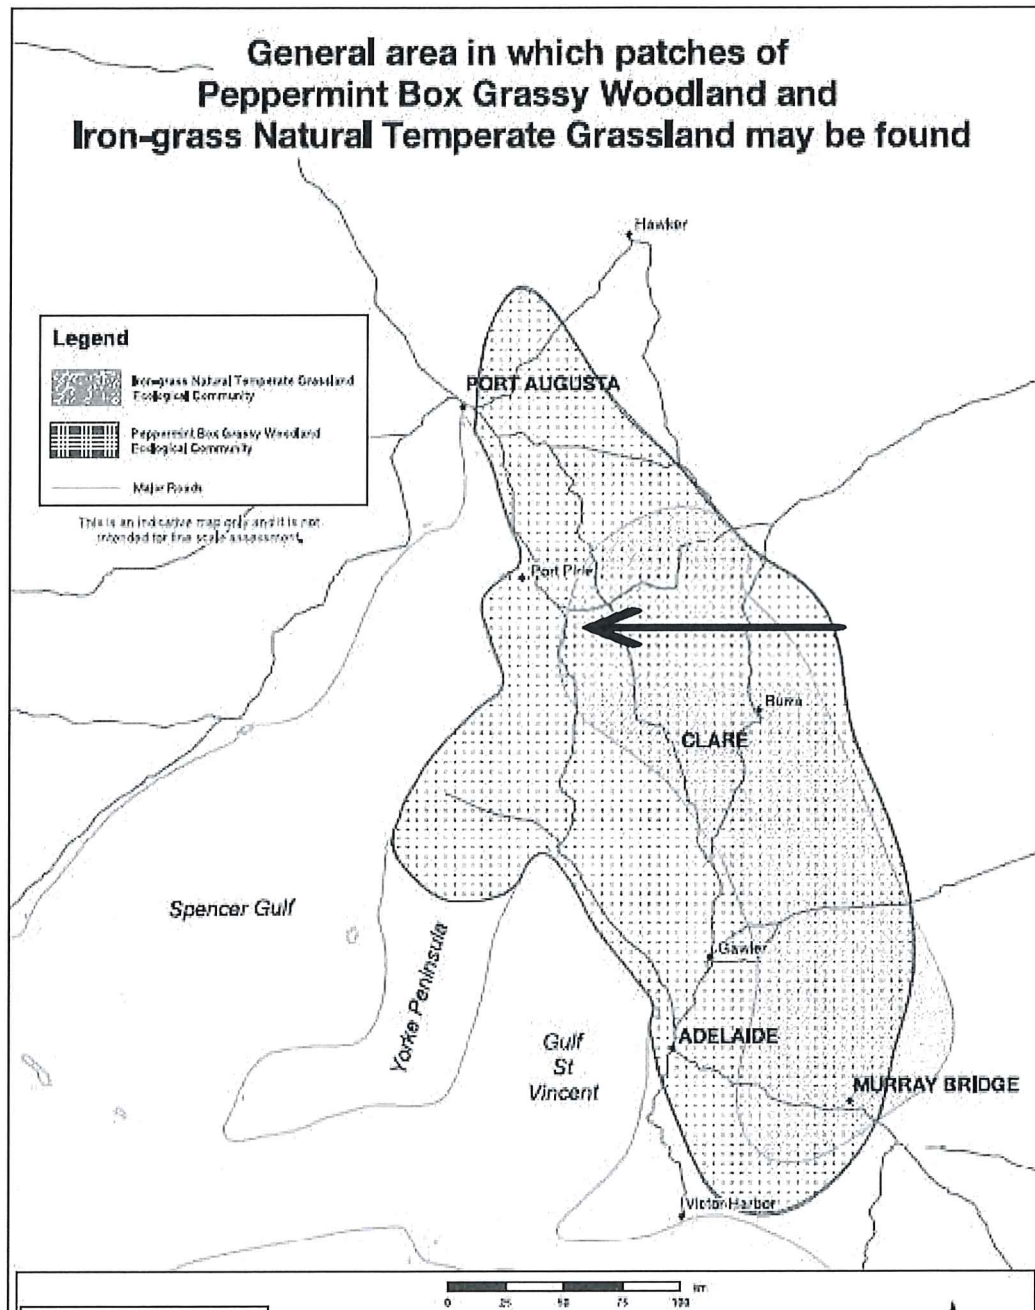 General area in which patches of
Peppermint Box Grassy Woodland and
Iron-grass Natural Temperate Grassland may be found
Hawker
Legend
Iron-grass Natural Temperate Grassland
Ecological Community
Peppermint Box Grassy Woodland
Ecological Community
Major Roads
This is an indicative map only and it is not
intended for fine scale assessment.
PORT AUGUSTA
Port Pirie
Burra
CLARE
Spencer Gulf
Yorke Peninsula
Gawler
Gulf
St
Vincent
ADELAIDE
MURRAY BRIDGE
Victor Harbor
km
0 25 50 75 100